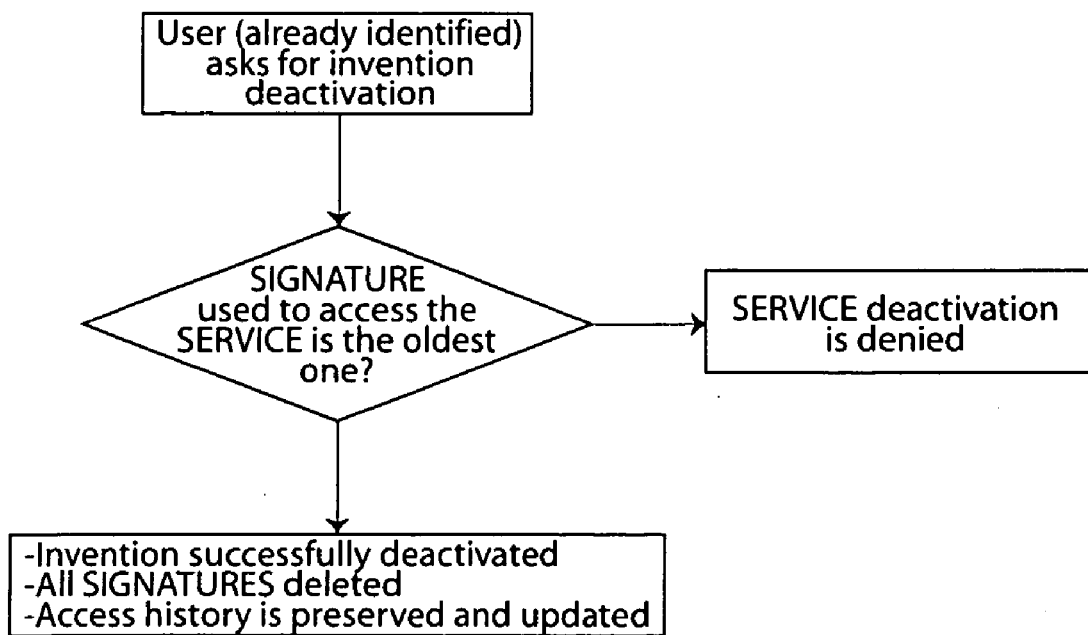 User (already identified)
asks for invention
deactivation
SIGNATURE
used to access the
SERVICE is the oldest
one?
SERVICE deactivation
is denied
-Invention successfully deactivated
-All SIGNATURES deleted
-Access history is preserved and updated